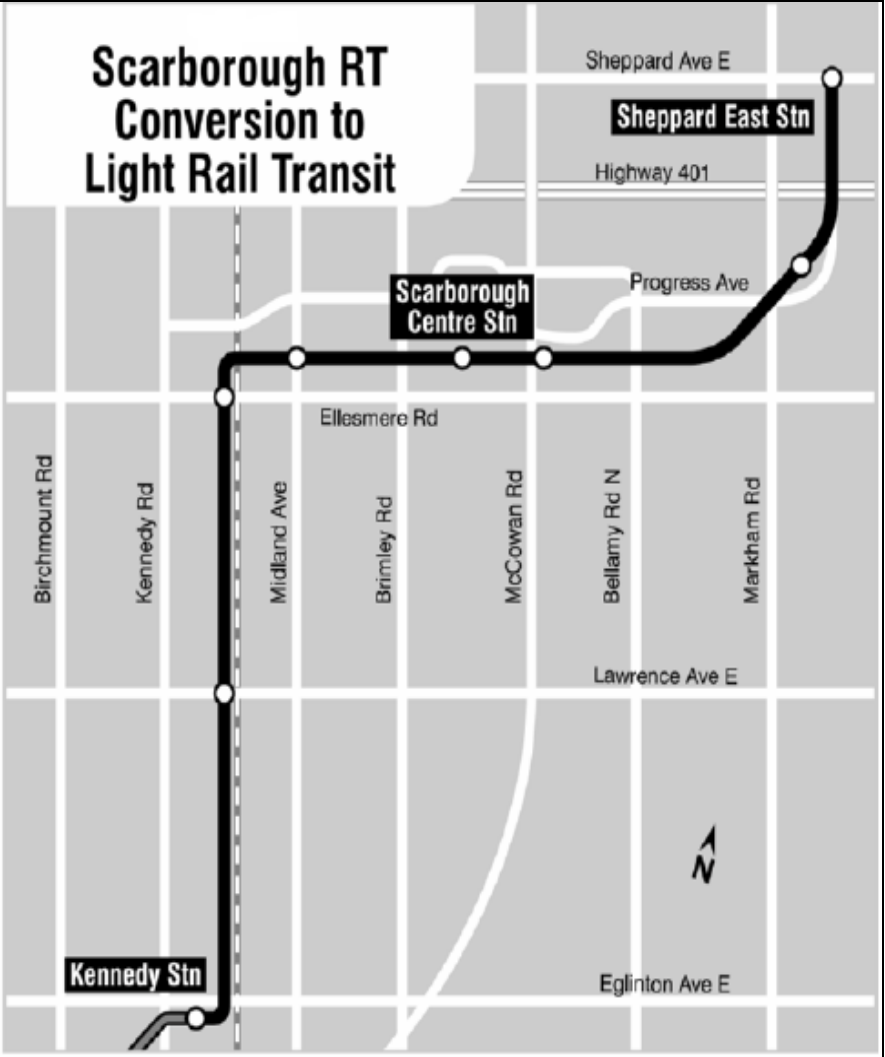 Scarborough RT
Conversion to
Light Rail Transit
Sheppard Ave E
Sheppard East Stn
Highway 401
Progress Ave
Scarborough
Centre Stn
Ellesmere Rd
Birchmount Rd
Kennedy Rd
Midland Ave
Brimley Rd
McCowan Rd
Bellamy Rd N
Markham Rd
Lawrence Ave E
N
Kennedy Stn
Eglinton Ave E